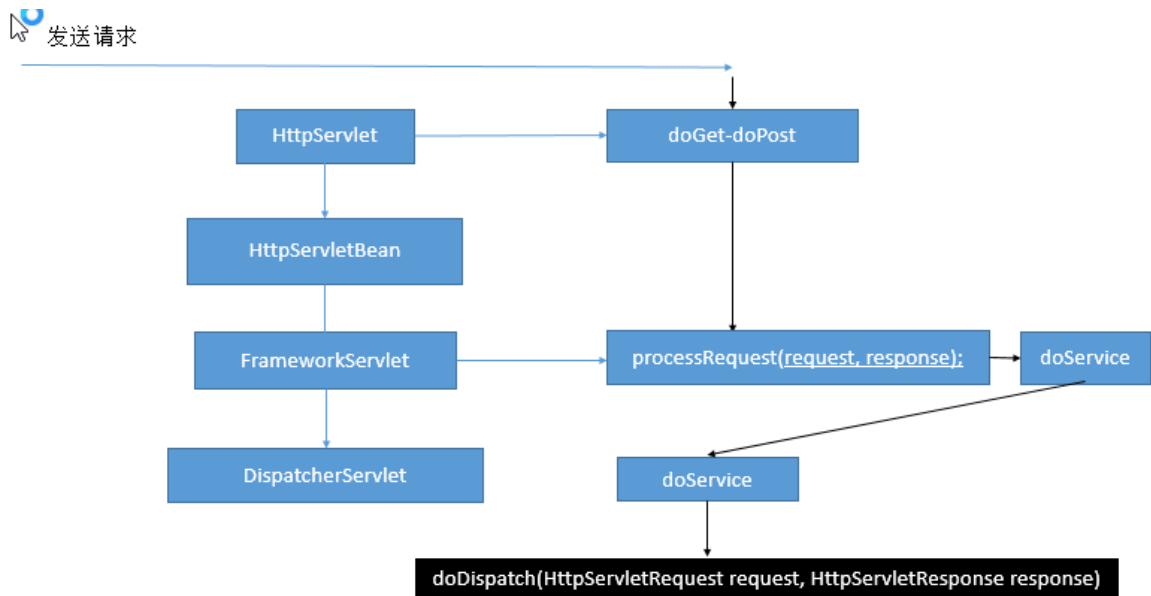 发送请求
HttpServlet
doGet-doPost
HttpServletBean
FrameworkServlet
processRequest(request, response);
doService
DispatcherServlet
doService
doDispatch(HttpServletRequest request, HttpServletResponse response)